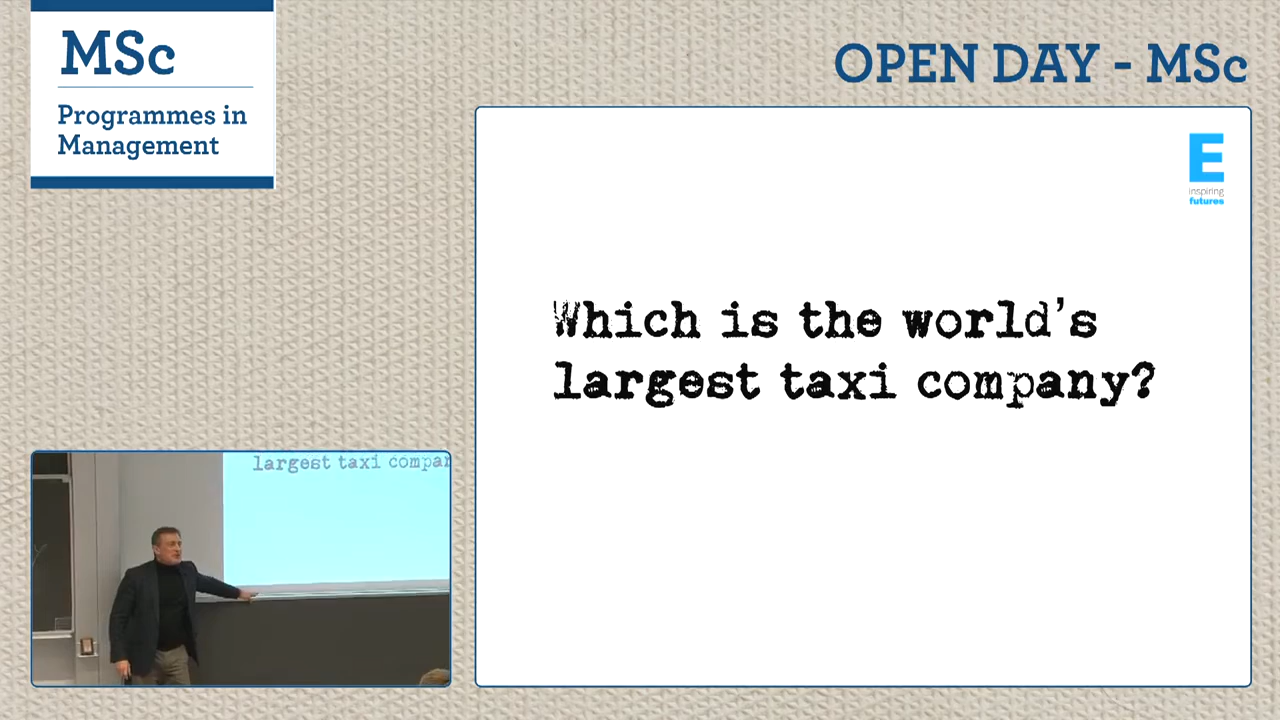 MSc
Programmes in
Management
OPEN DAY - MSc
E
inspiring
futures
Which is the world's
largest taxi company?
largest taxi compan